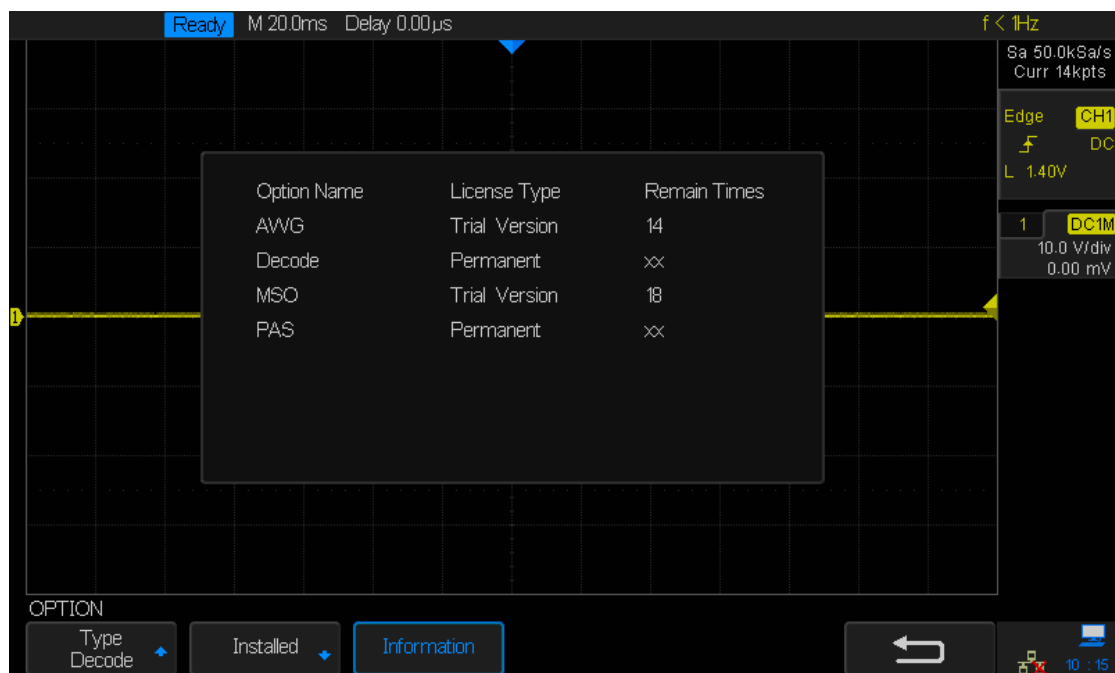 Ready M 20.0ms Delay 0.00µs f < 1Hz
Sa 50.0kSa/s
Curr 14kpts
Edge CH1
DC
L 1.40V
1 DC1M
10.0 V/div
0.00 mV
Option Name License Type Remain Times
AWG Trial Version 14
Decode Permanent xx
MSO Trial Version 18
PAS Permanent xx
1
OPTION
Type
Decode
Installed
Information
10 : 15